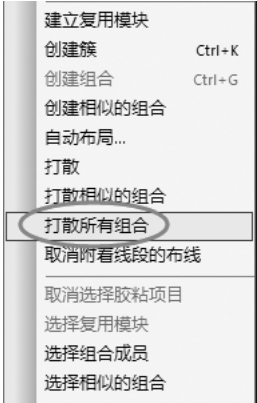 建立复用模块
创建簇 Ctrl+K
创建组合 Ctrl+G
创建相似的组合
自动布局...
打散
打散相似的组合
打散所有组合
取消附着线段的布线
取消选择胶粘项目
选择复用模块
选择组合成员
选择相似的组合